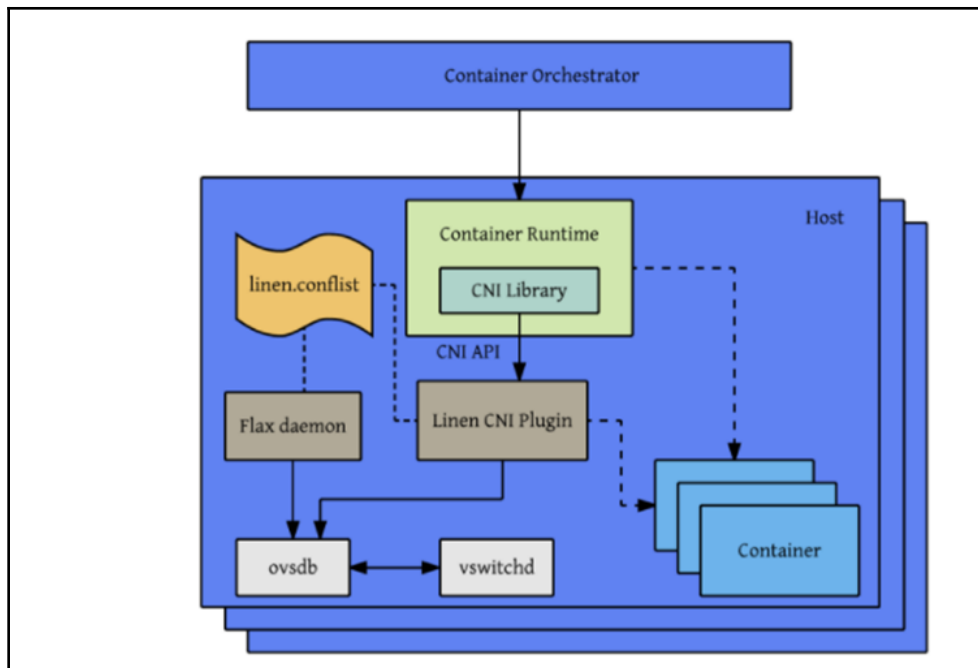 Container Orchestrator
Host
Container Runtime
linen.conflist
CNI Library
CNI API
Flax daemon
Linen CNI Plugin
ovsdb
vswitchd
Container